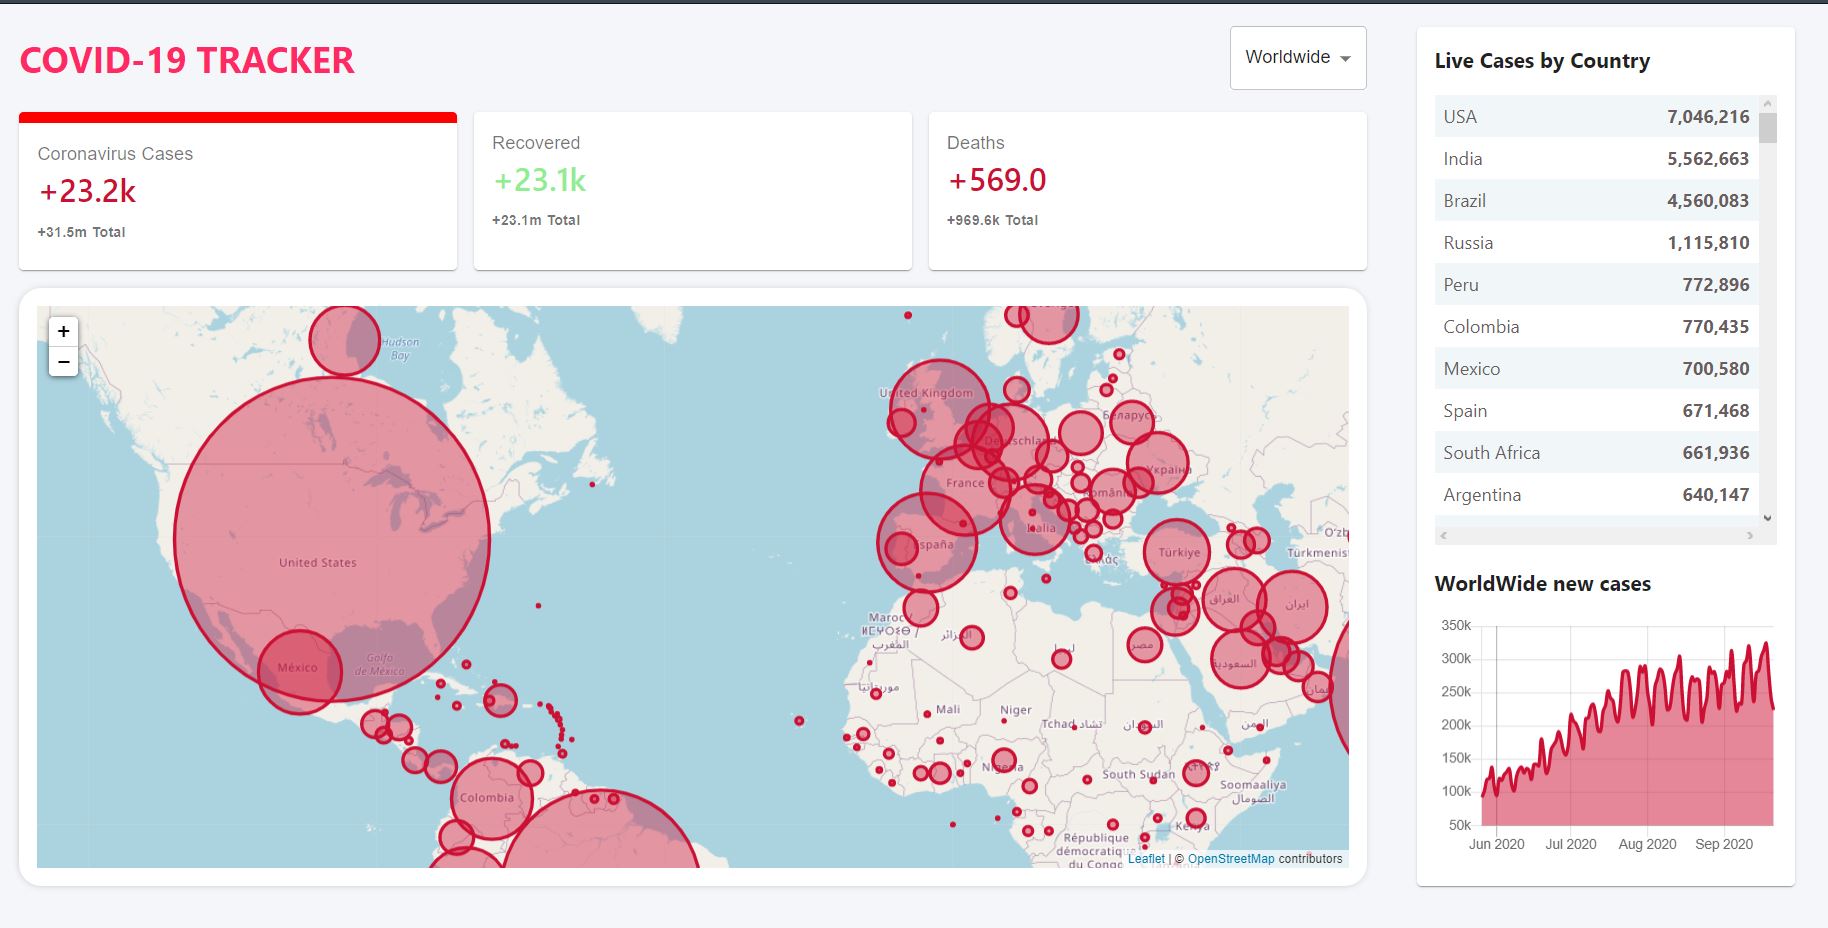 COVID-19 TRACKER
Worldwide
Coronavirus Cases
+23.2k
+31.5m Total
Recovered
+23.1k
+23.1m Total
Deaths
+569.0
+969.6k Total
+
−
Hudson
Bay
United States
México
Golfo
de México
Colombia
United Kingdom
Deutschland
Беларусь
Україна
France
România
Italia
España
Ελλάς
Türkiye
Türkmenist
العراق
ایران
السعودية
عمان
Maroc
المغرب
الجزائر
ليبيا
مصر
موريتانيا
Mali
Niger
Tchad تشاد
السودان
اليمن
Nigeria
South Sudan
Soomaaliya
الصومال
Kenya
République
démocratique
du Congo
Leaflet | © OpenStreetMap contributors
Live Cases by Country
USA 7,046,216
India 5,562,663
Brazil 4,560,083
Russia 1,115,810
Peru 772,896
Colombia 770,435
Mexico 700,580
Spain 671,468
South Africa 661,936
Argentina 640,147
WorldWide new cases
350k
300k
250k
200k
150k
100k
50k
Jun 2020 Jul 2020 Aug 2020 Sep 2020